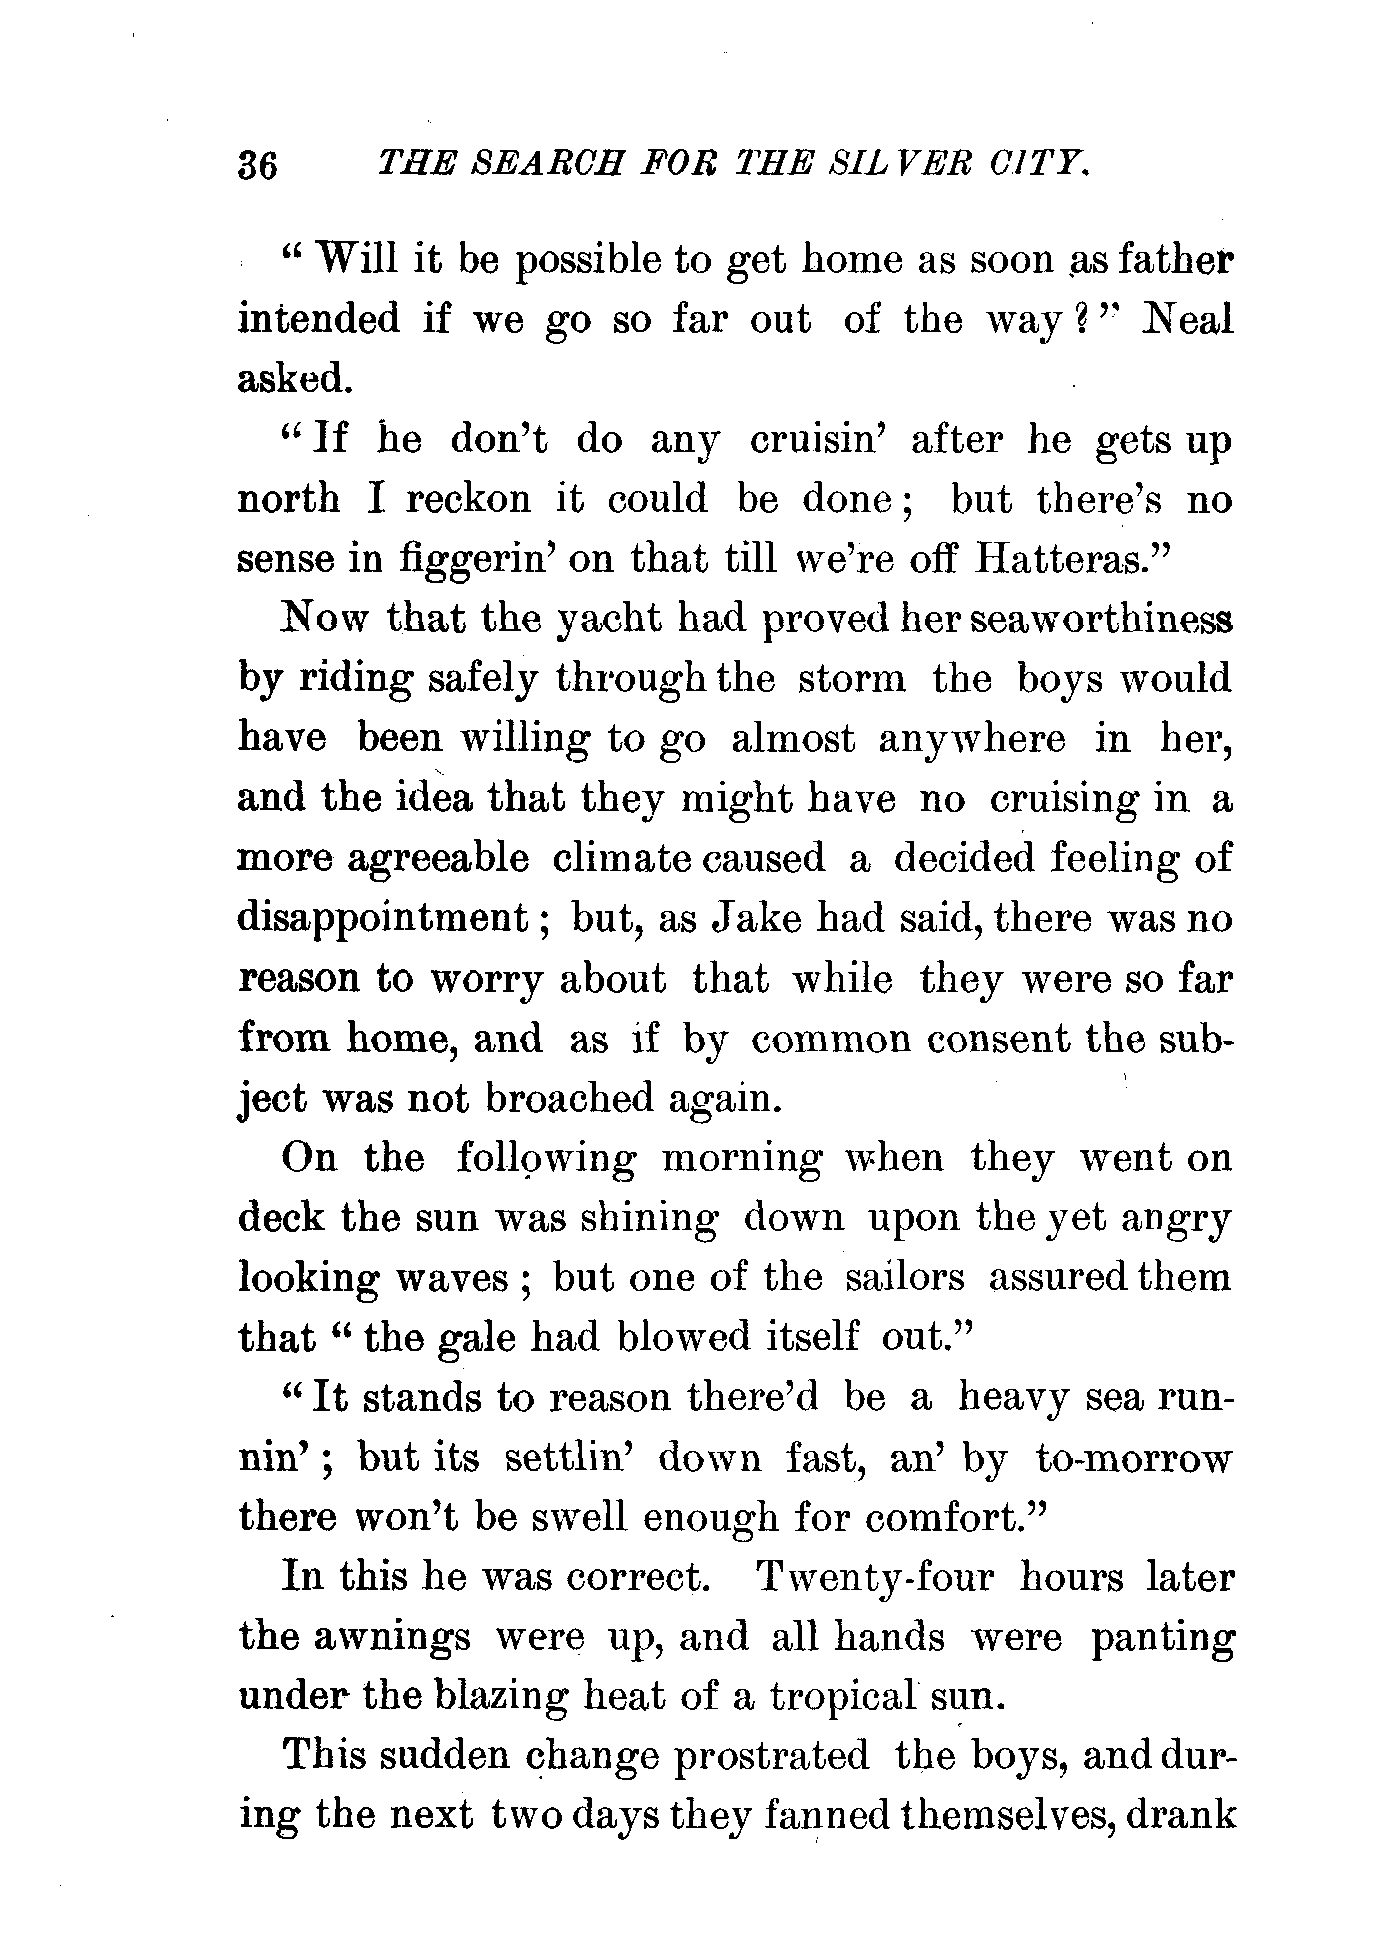 36 THE SEARCH FOR THE SILVER CITY.
“ Will it be possible to get home as soon as father
intended if we go so far out of the way ? ” Neal
asked.
“ If he don’t do any cruisin’ after he gets up
north I reckon it could be done ; but there’s no
sense in figgerin’ on that till we’re off Hatteras.”
Now that the yacht had proved her seaworthiness
by riding safely through the storm the boys would
have been willing to go almost anywhere in her,
and the idea that they might have no cruising in a
more agreeable climate caused a decided feeling of
disappointment ; but, as Jake had said, there was no
reason to worry about that while they were so far
from home, and as if by common consent the sub-
ject was not broached again.
On the following morning when they went on
deck the sun was shining down upon the yet angry
looking waves ; but one of the sailors assured them
that “ the gale had blowed itself out.”
“ It stands to reason there’d be a heavy sea run-
nin’ ; but its settlin’ down fast, an’ by to-morrow
there won’t be swell enough for comfort.”
In this he was correct. Twenty-four hours later
the awnings were up, and all hands were panting
under the blazing heat of a tropical sun.
This sudden change prostrated the boys, and dur-
ing the next two days they fanned themselves, drank